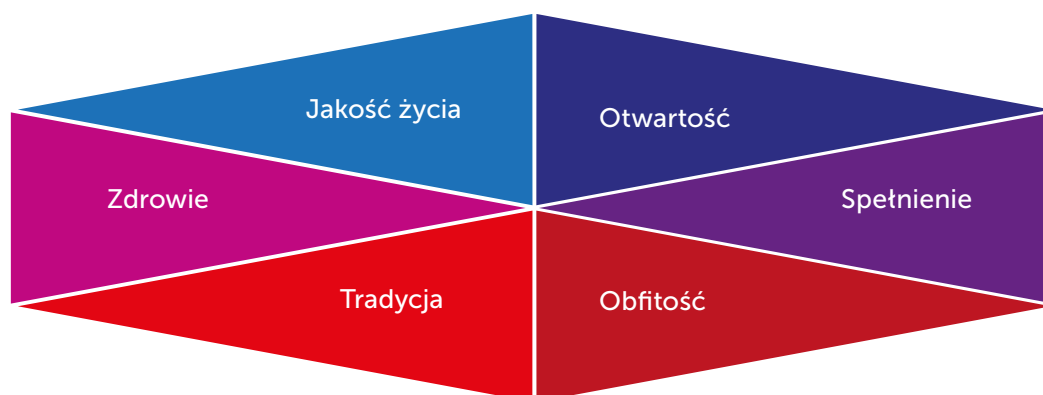 Jakość życia
Otwartość
Zdrowie
Spełnienie
Tradycja
Obfitość